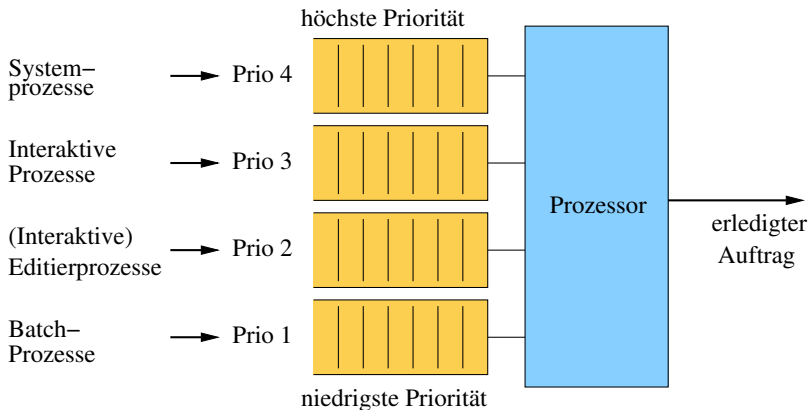 höchste Priorität
System–
prozesse
Prio 4
Interaktive
Prozesse
Prio 3
(Interaktive)
Editierprozesse
Prio 2
Batch–
Prozesse
Prio 1
niedrigste Priorität
Prozessor
erledigter
Auftrag